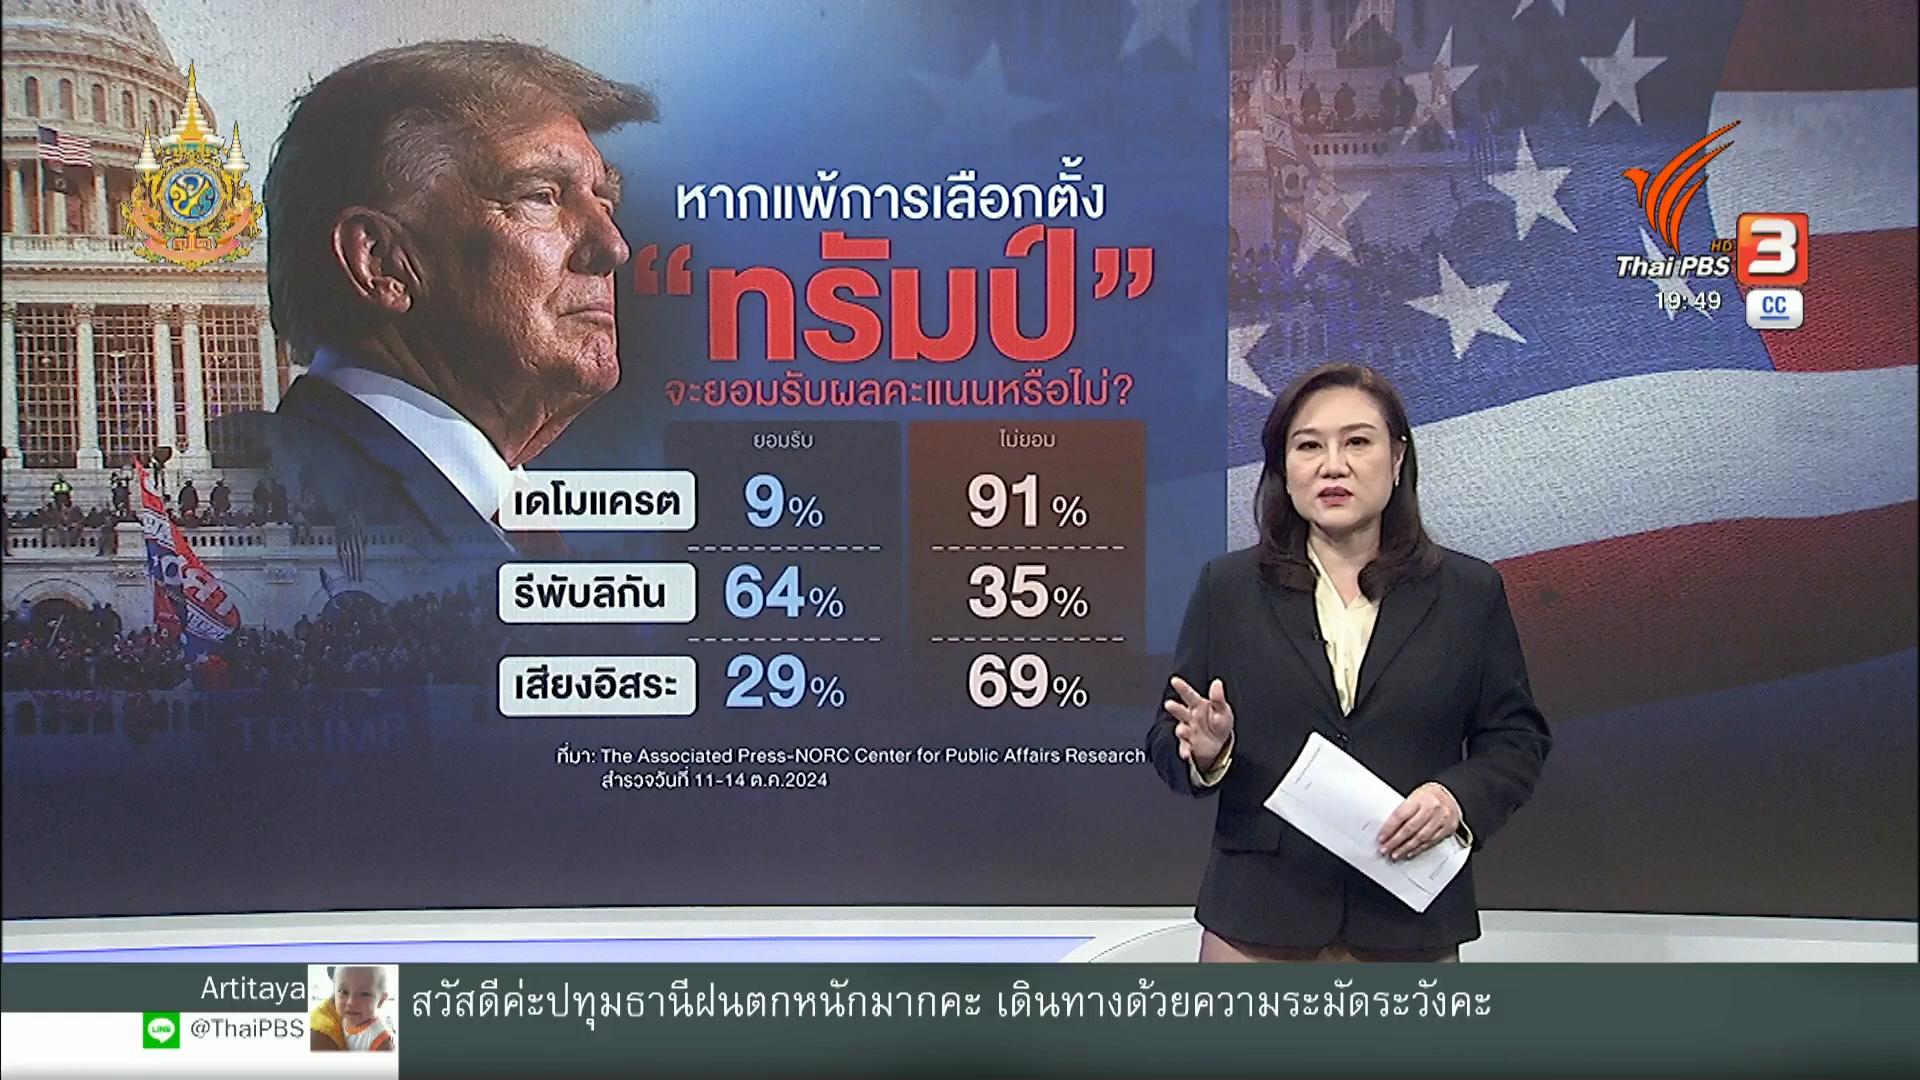 หากแพ้การเลือกตั้ง
“ทรัมป์”
จะยอมรับผลคะแนนหรือไม่?
ยอมรับ ไม่ยอม
เดโมแครต 9% 91%
รีพับลิกัน 64% 35%
เสียงอิสระ 29% 69%
ที่มา: The Associated Press-NORC Center for Public Affairs Research
สำรวจวันที่ 11-14 ต.ค.2024
HD 3
Thai PBS
19:49 CC
TRUMP
Artitaya
LINE @ThaiPBS
สวัสดีค่ะปทุมธานีฝนตกหนักมากคะ เดินทางด้วยความระมัดระวังคะ